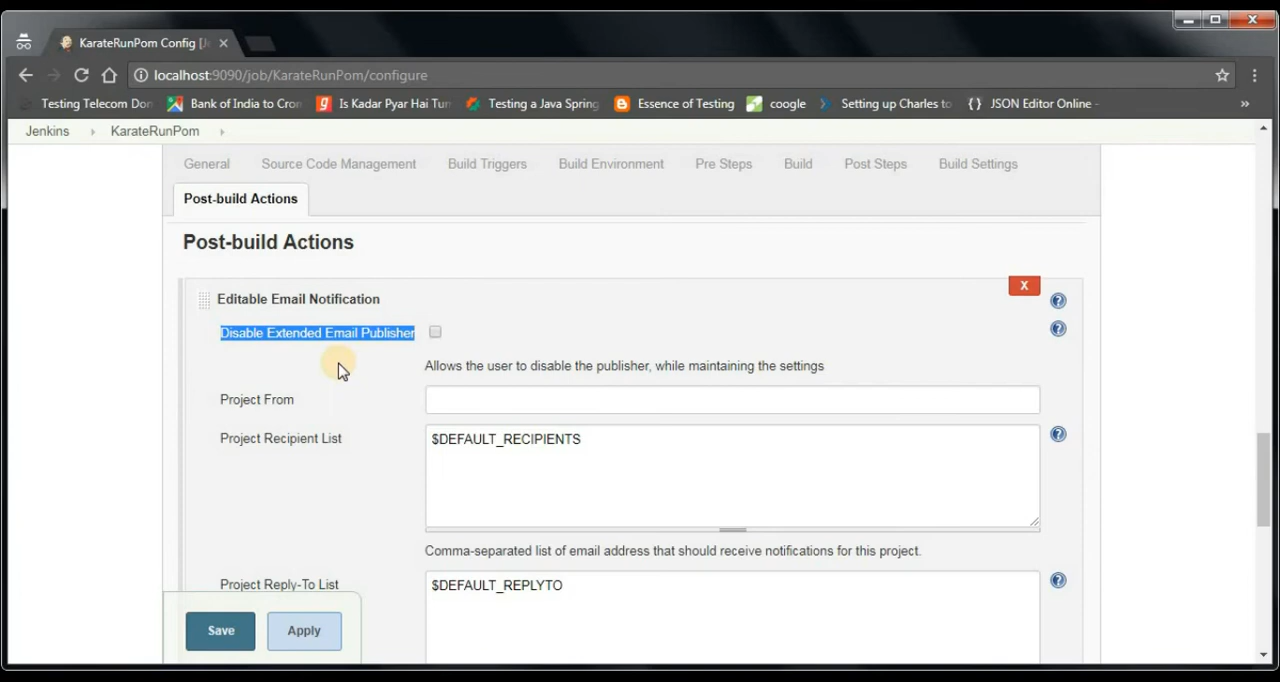 KarateRunPom Config [J
localhost:9090/job/KarateRunPom/configure
Testing Telecom Don Bank of India to Cron Is Kadar Pyar Hai Tum Testing a Java Spring Essence of Testing coogle Setting up Charles to JSON Editor Online -
Jenkins KarateRunPom
General Source Code Management Build Triggers Build Environment Pre Steps Build Post Steps Build Settings
Post-build Actions
Post-build Actions
Editable Email Notification
X
Disable Extended Email Publisher
Allows the user to disable the publisher, while maintaining the settings
Project From
Project Recipient List $DEFAULT_RECIPIENTS
Comma-separated list of email address that should receive notifications for this project.
Project Reply-To List $DEFAULT_REPLYTO
Save Apply